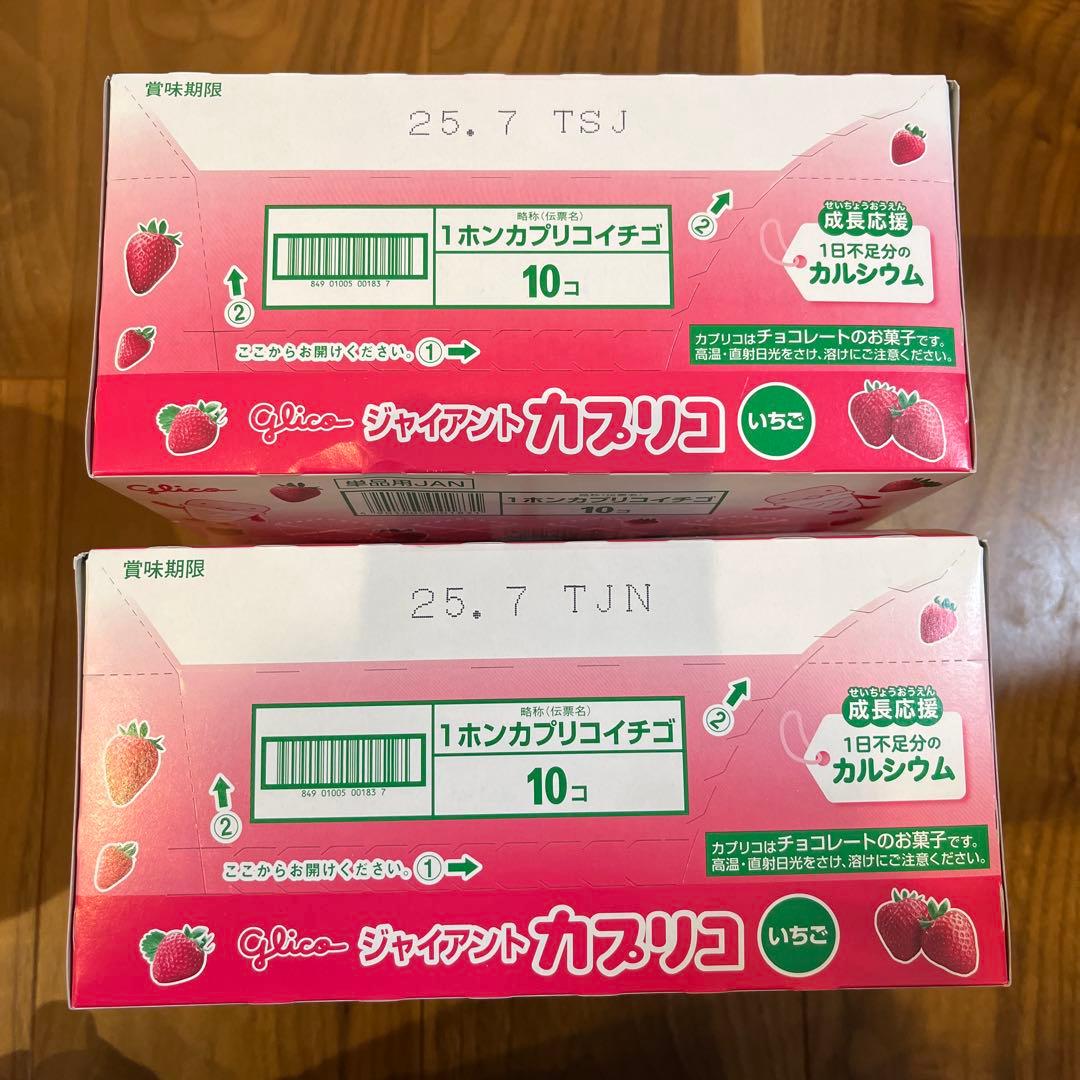 賞味期限
25.7 TSJ
せいちょうおうえん
成長応援
1日不足分の
カルシウム
略称(伝票名)
1ホンカプリコイチゴ
10コ
849 01005 00183 7
②
②
ここからお開けください。①
カプリコはチョコレートのお菓子です。
高温・直射日光をさけ、溶けにご注意ください。
glico ジャイアント カプリコ いちご
glico
単品用JAN
略称(伝票名)
1ホンカプリコイチゴ
10コ
賞味期限
25.7 TJN
せいちょうおうえん
成長応援
1日不足分の
カルシウム
略称(伝票名)
1ホンカプリコイチゴ
10コ
849 01005 00183 7
②
②
ここからお開けください。①
カプリコはチョコレートのお菓子です。
高温・直射日光をさけ、溶けにご注意ください。
glico ジャイアント カプリコ いちご